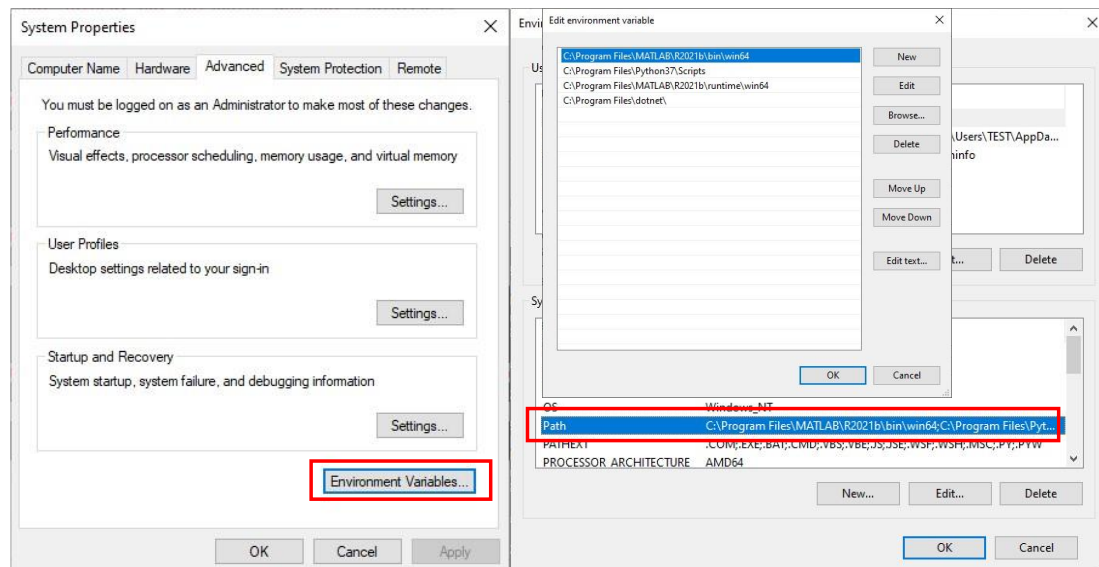 System Properties
Computer Name Hardware Advanced System Protection Remote
You must be logged on as an Administrator to make most of these changes.
Performance
Visual effects, processor scheduling, memory usage, and virtual memory
Settings...
User Profiles
Desktop settings related to your sign-in
Settings...
Startup and Recovery
System startup, system failure, and debugging information
Settings...
Environment Variables...
OK Cancel Apply
Edit environment variable
C:\Program Files\MATLAB\R2021b\bin\win64
C:\Program Files\Python37\Scripts
C:\Program Files\MATLAB\R2021b\runtime\win64
C:\Program Files\dotnet\
New
Edit
Browse...
Delete
Move Up
Move Down
Edit text...
OK Cancel
\Users\TEST\AppDa...
Delete
OS Windows_NT
Path C:\Program Files\MATLAB\R2021b\bin\win64;C:\Program Files\Pyt...
PATHEXT .COM;.EXE;.BAT;.CMD;.VBS;.VBE;.JS;.JSE;.WSF;.WSH;.MSC;.PY;.PYW
PROCESSOR_ARCHITECTURE AMD64
New... Edit... Delete
OK Cancel